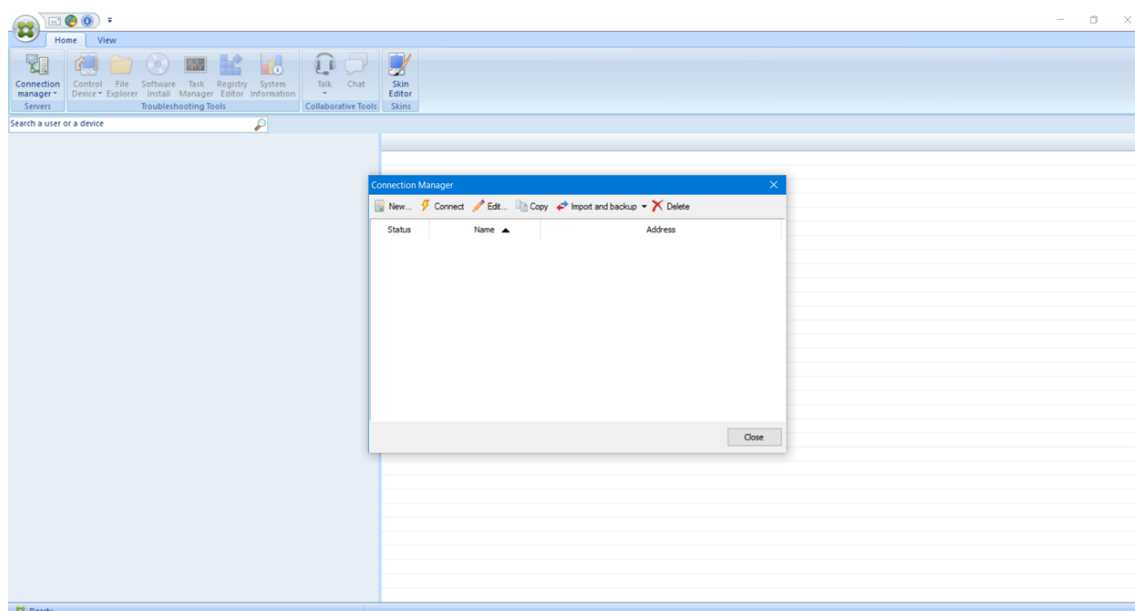 Home View
Connection manager
Control Device
File Explorer
Software Install
Task Manager
Registry Editor
System Information
Talk
Chat
Skin Editor
Servers
Troubleshooting Tools
Collaborative Tools
Skins
Search a user or a device
Connection Manager
New... Connect Edit... Copy Import and backup Delete
Status Name Address
Close
Ready